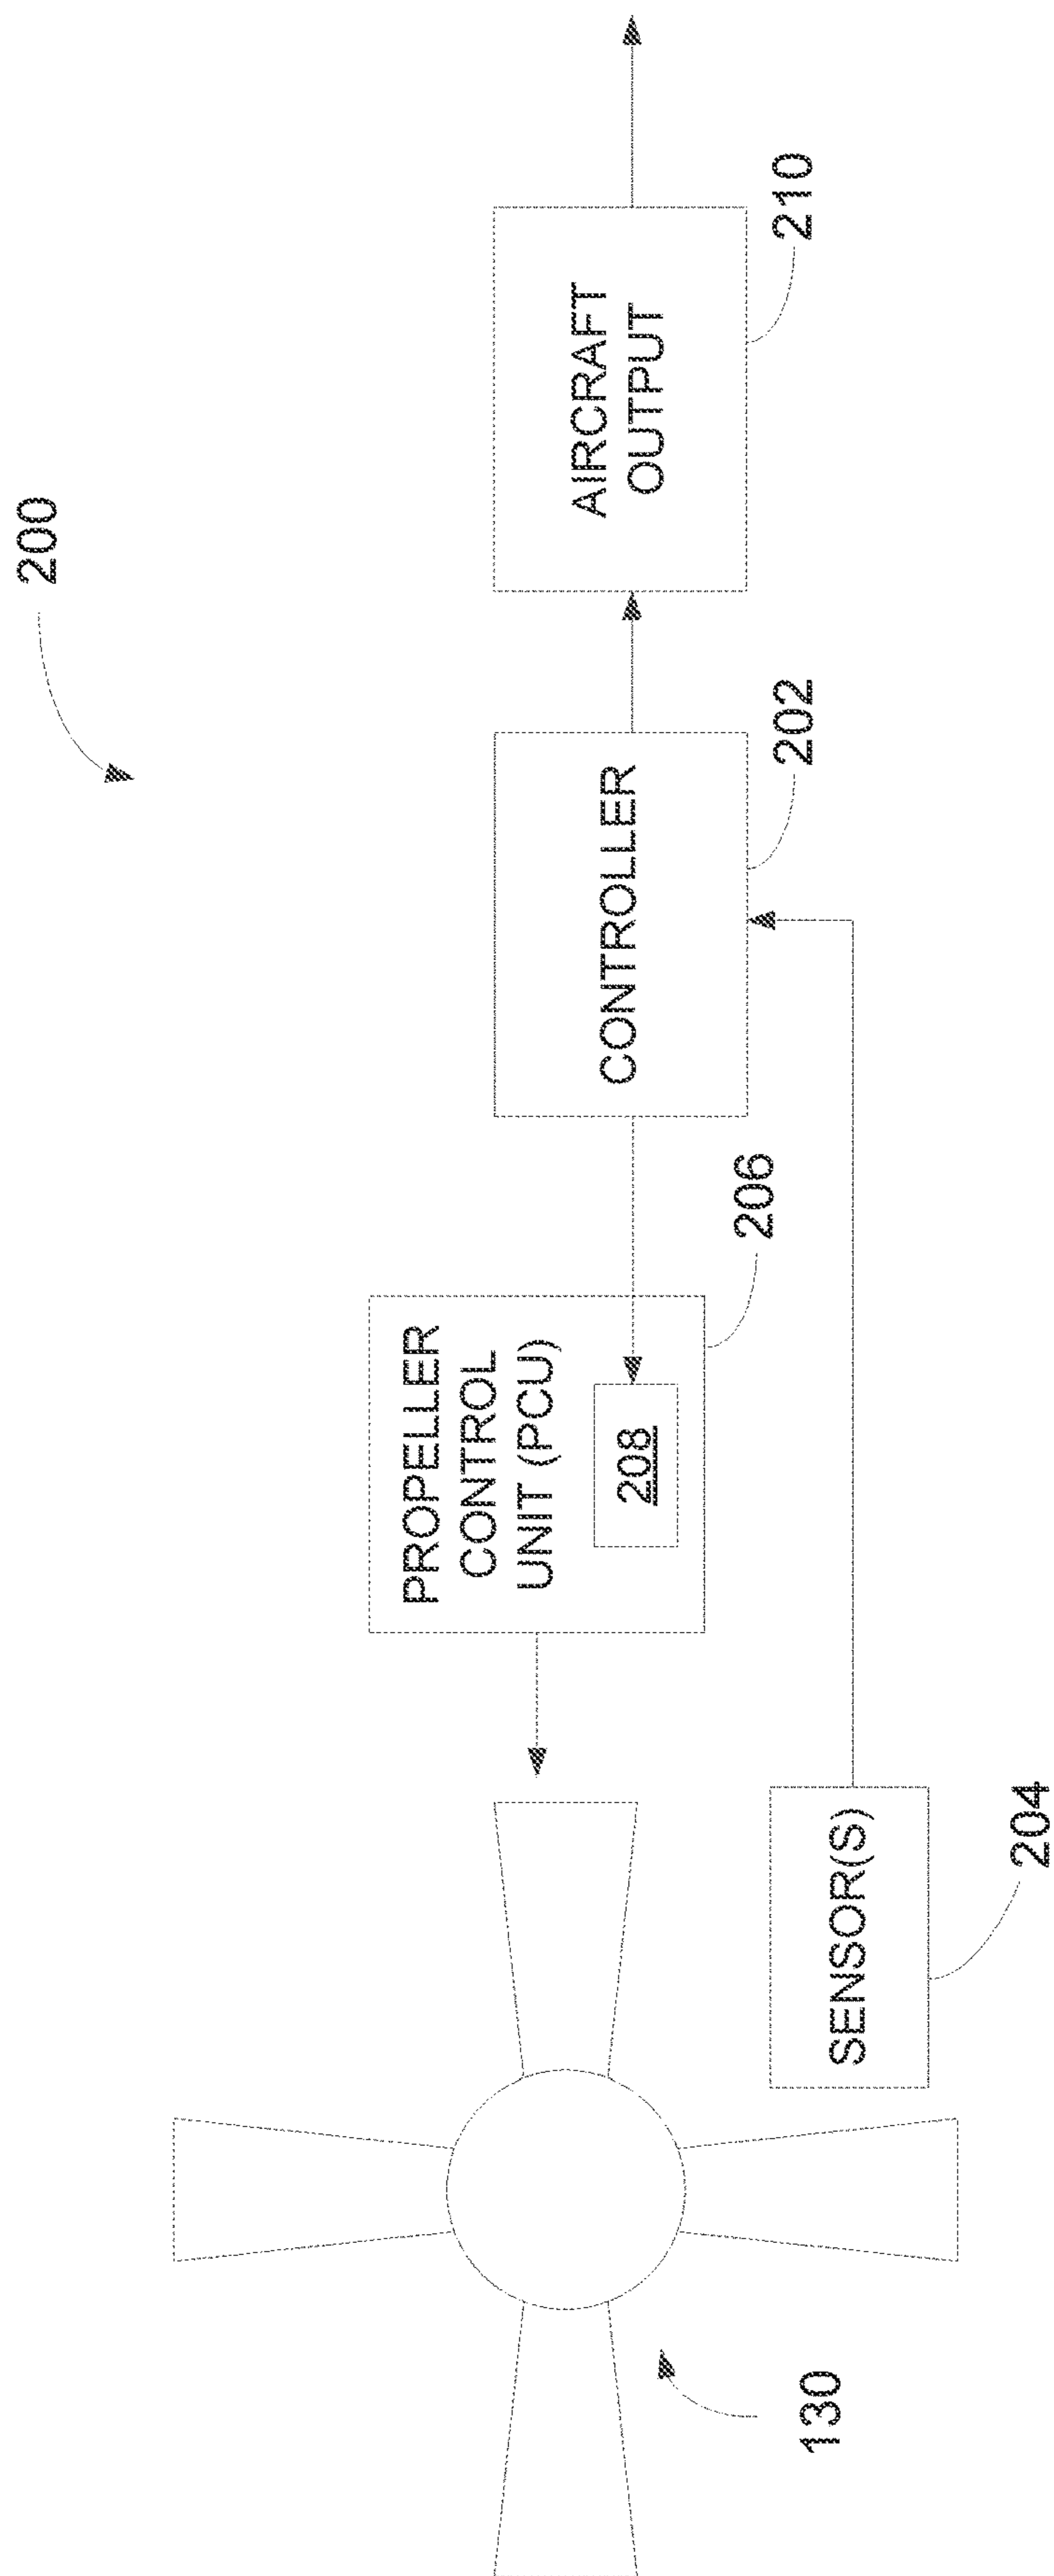 200
130
SENSOR(S)
204
PROPELLER
CONTROL
UNIT (PCU)
208
206
CONTROLLER
202
AIRCRAFT
OUTPUT
210